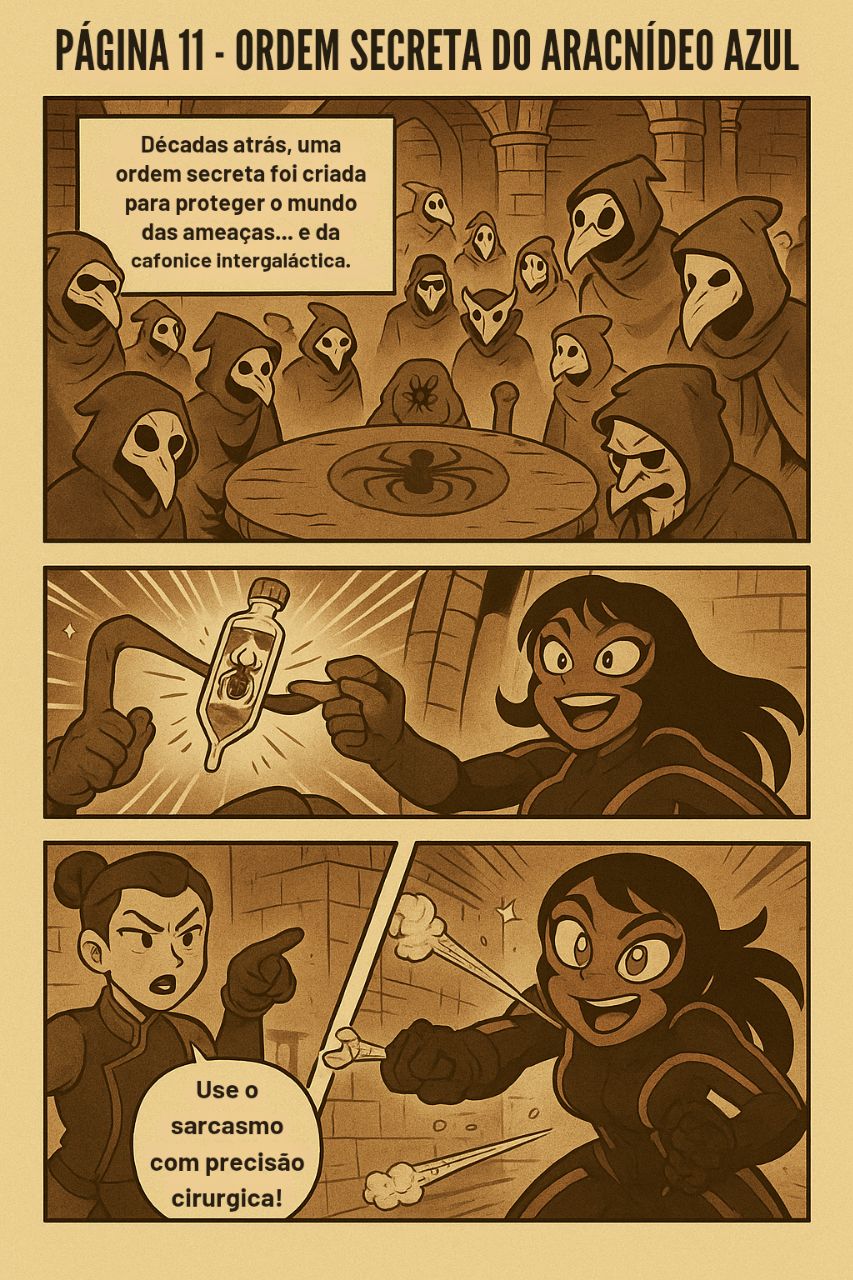 PÁGINA 11 - ORDEM SECRETA DO ARACNÍDEO AZUL
Décadas atrás, uma
ordem secreta foi criada
para proteger o mundo
das ameaças... e da
cafonice intergaláctica.
Use o
sarcasmo
com precisão
cirurgica!